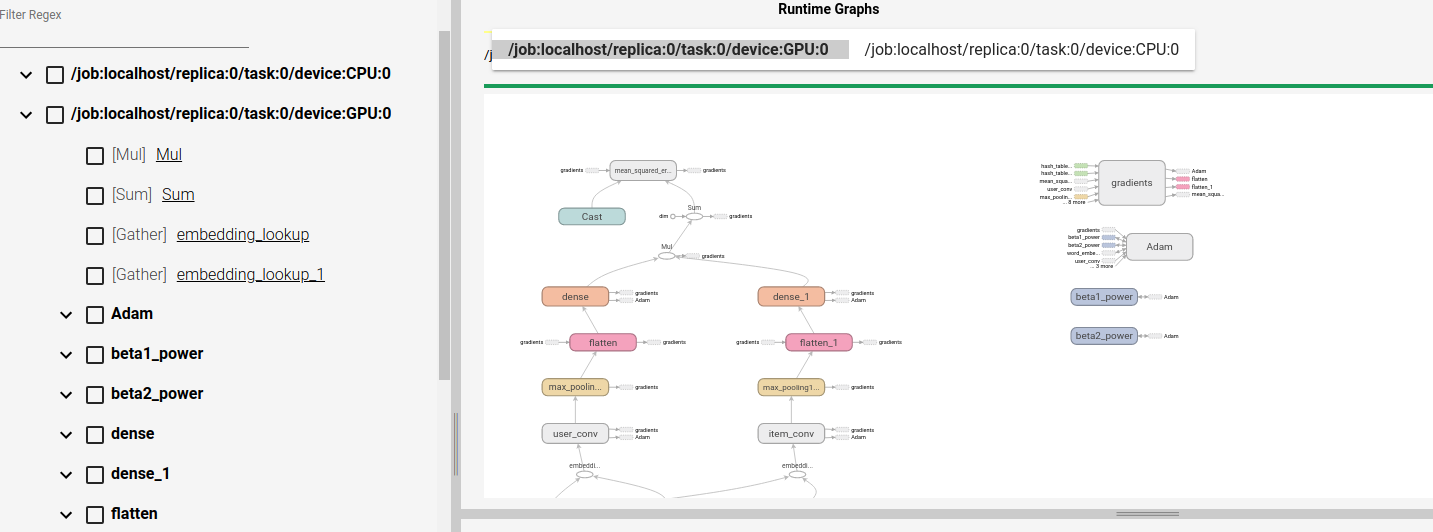 Filter Regex
/job:localhost/replica:0/task:0/device:CPU:0
/job:localhost/replica:0/task:0/device:GPU:0
[Mul] Mul
[Sum] Sum
[Gather] embedding_lookup
[Gather] embedding_lookup_1
Adam
beta1_power
beta2_power
dense
dense_1
flatten
Runtime Graphs
/j
/job:localhost/replica:0/task:0/device:GPU:0 /job:localhost/replica:0/task:0/device:CPU:0
gradients mean_squared_er... gradients
Cast
Sum
dim gradients
Mul
gradients
dense gradients
Adam
dense_1 gradients
Adam
gradients flatten gradients
gradients flatten_1 gradients
max_poolin... gradients
max_pooling1... gradients
user_conv gradients
Adam
item_conv gradients
Adam
embeddi...
embeddi...
hash_table...
hash_table...
mean_squa...
user_conv
max_poolin...
... 8 more
gradients
Adam
flatten
flatten_1
mean_squa...
gradients
beta1_power
beta2_power
word_embe...
user_conv
... 3 more
Adam
beta1_power Adam
beta2_power Adam